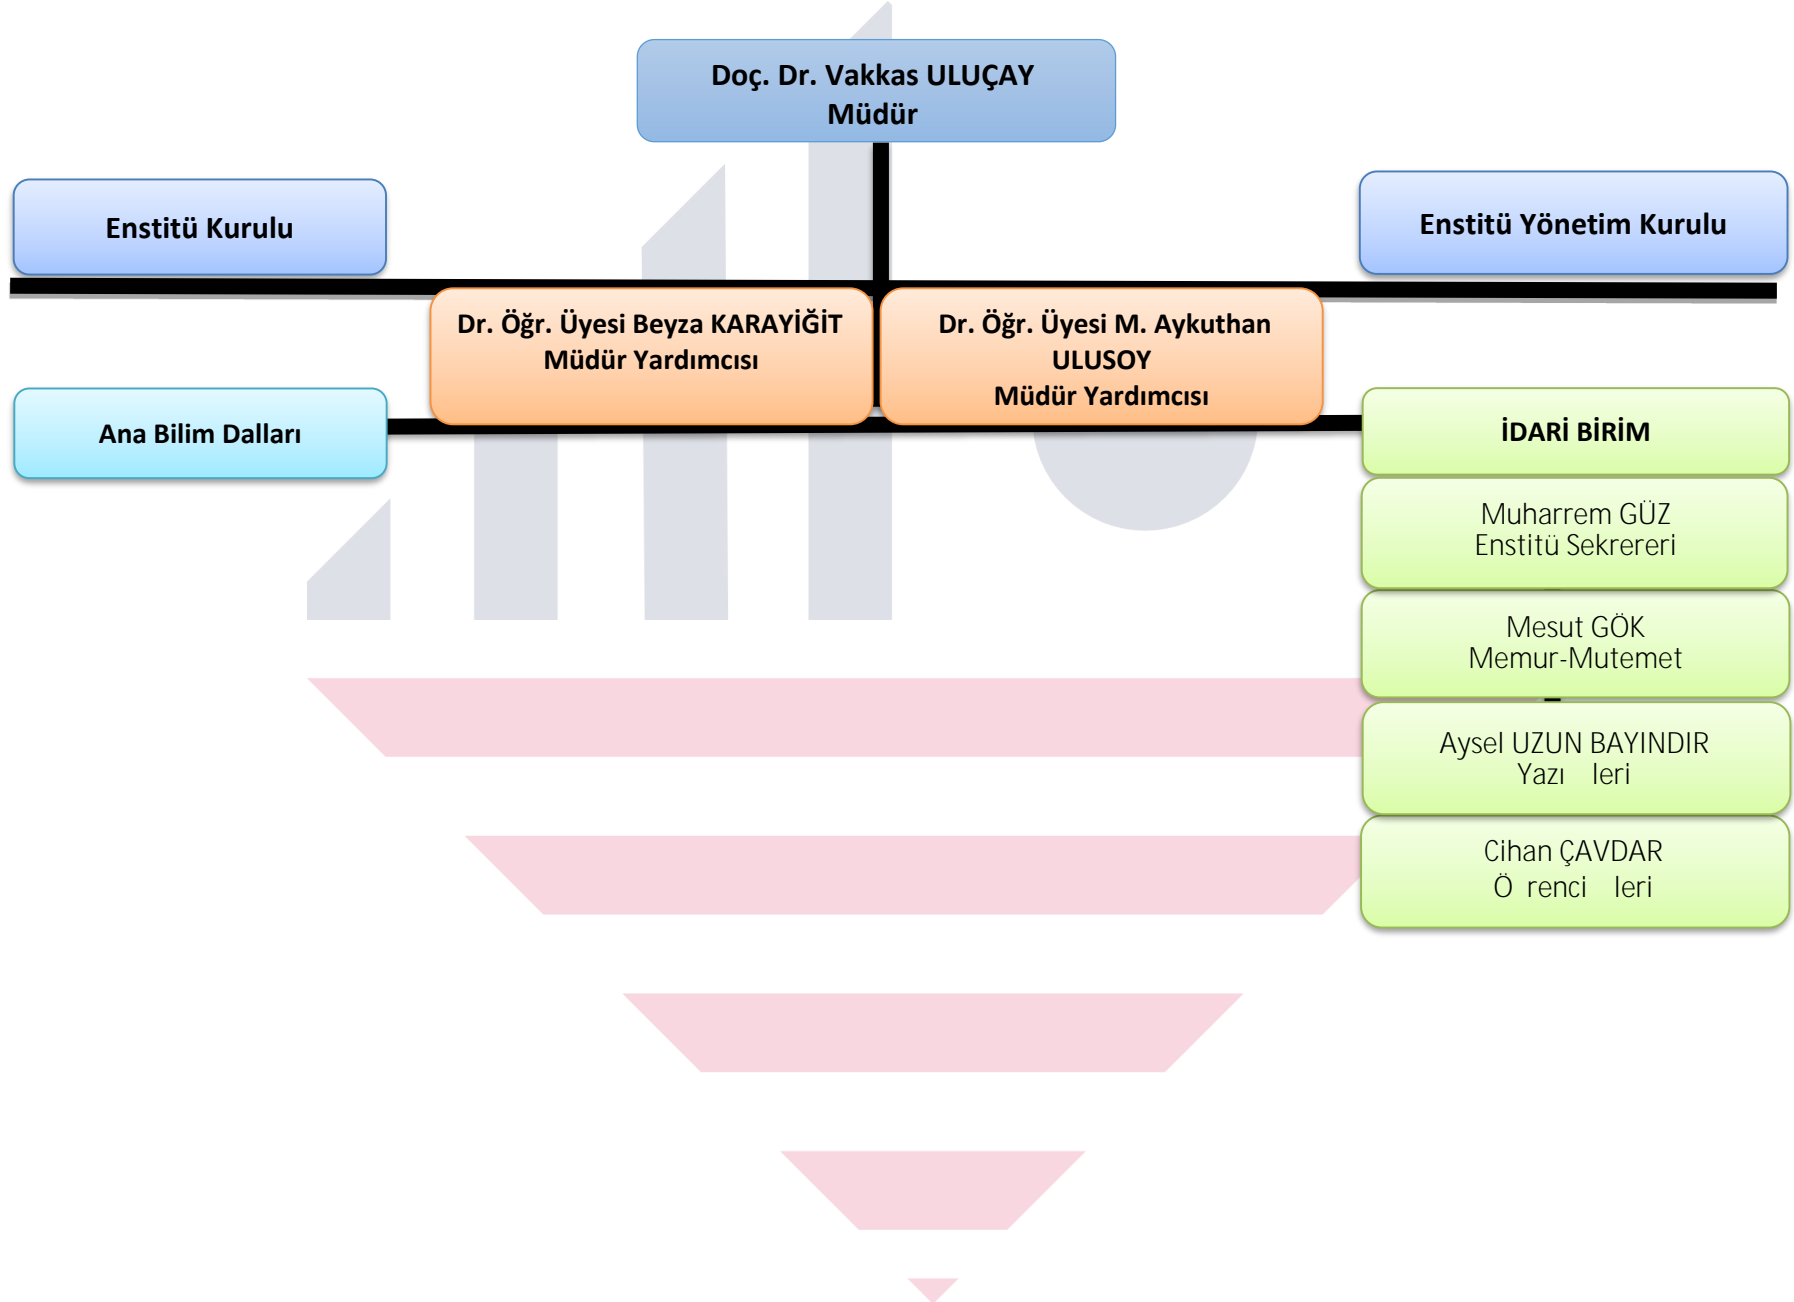 Doç. Dr. Vakkas ULUÇAY
Müdür
Enstitü Kurulu
Enstitü Yönetim Kurulu
Dr. Öğr. Üyesi Beyza KARAYİĞİT
Müdür Yardımcısı
Dr. Öğr. Üyesi M. Aykuthan
ULUSOY
Müdür Yardımcısı
Ana Bilim Dalları
İDARİ BİRİM
Muharrem GÜZ
Enstitü Sekrereri
Mesut GÖK
Memur-Mutemet
Aysel UZUN BAYINDIR
Yazı leri
Cihan ÇAVDAR
Ö renci leri